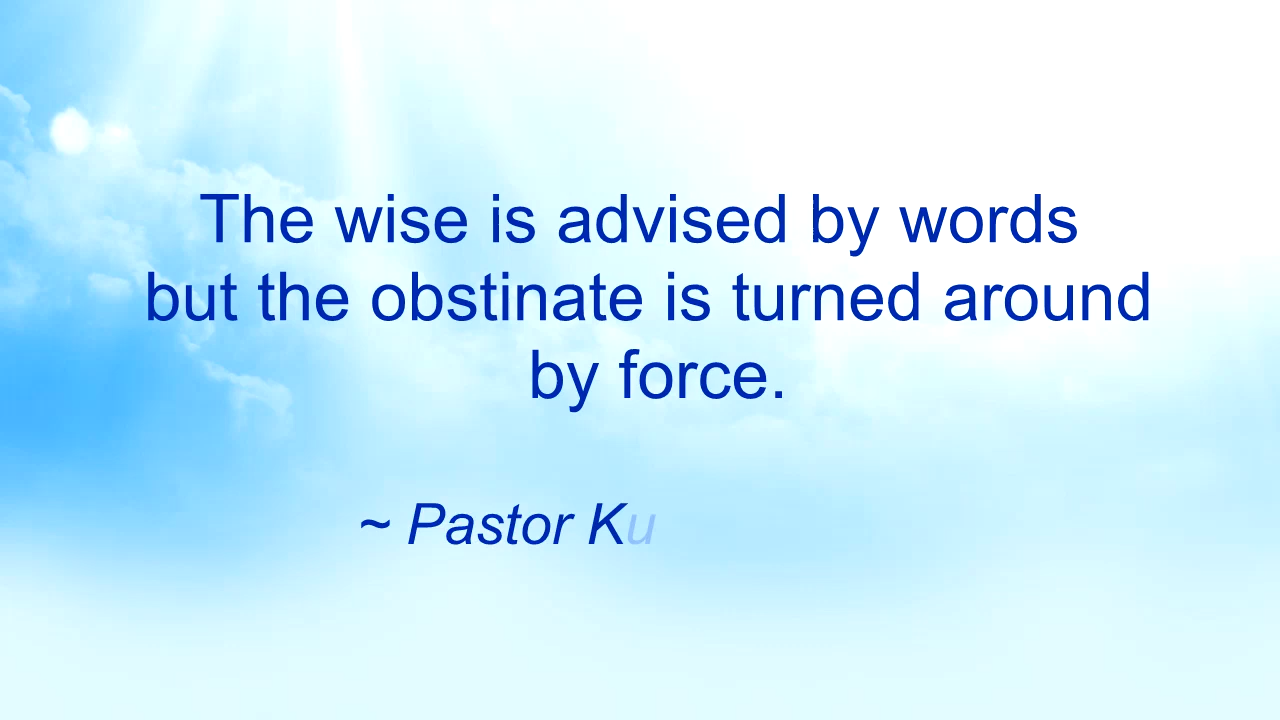 The wise is advised by words
but the obstinate is turned around
by force.
~ Pastor Ku